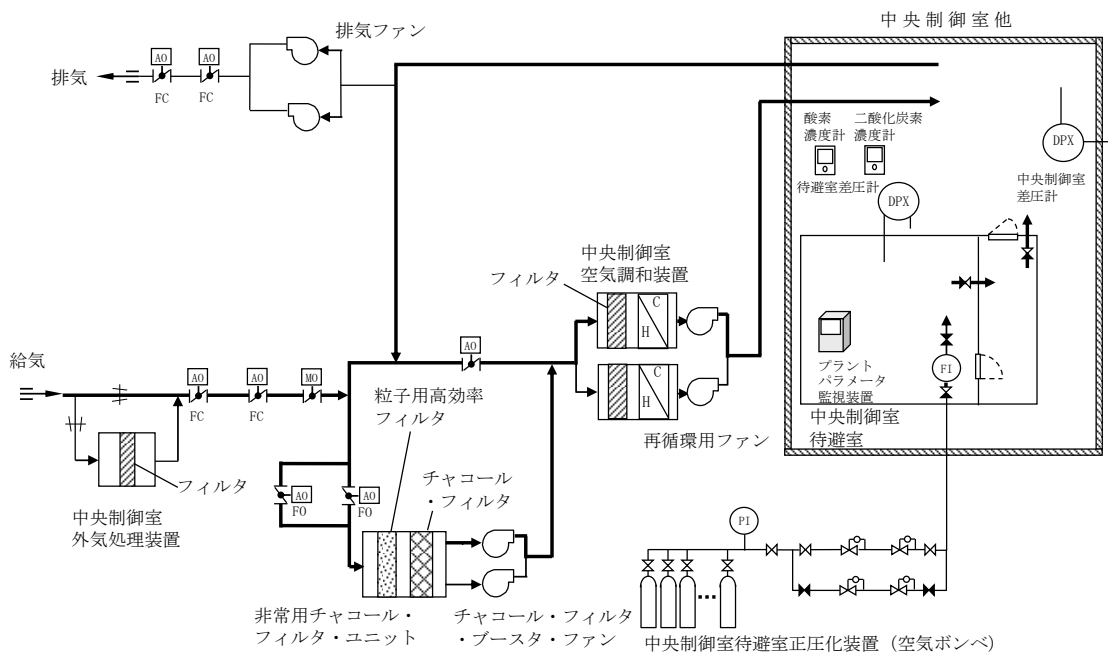 中央制御室他
排気ファン
AO
AO
排気
FC
FC
酸素
濃度計
二酸化炭素
濃度計
DPX
待避室差圧計
中央制御室
差圧計
DPX
中央制御室
空気調和装置
フィルタ
C
H
プラント
パラメータ
監視装置
FI
中央制御室
待避室
給気
AO
AO
MO
AO
FC
FC
C
H
再循環用ファン
粒子用高効率
フィルタ
チャコール
・フィルタ
フィルタ
中央制御室
外気処理装置
AO
FO
AO
FO
PI
非常用チャコール・
フィルタ・ユニット
チャコール・フィルタ
・ブースタ・ファン
中央制御室待避室正圧化装置（空気ボンベ）